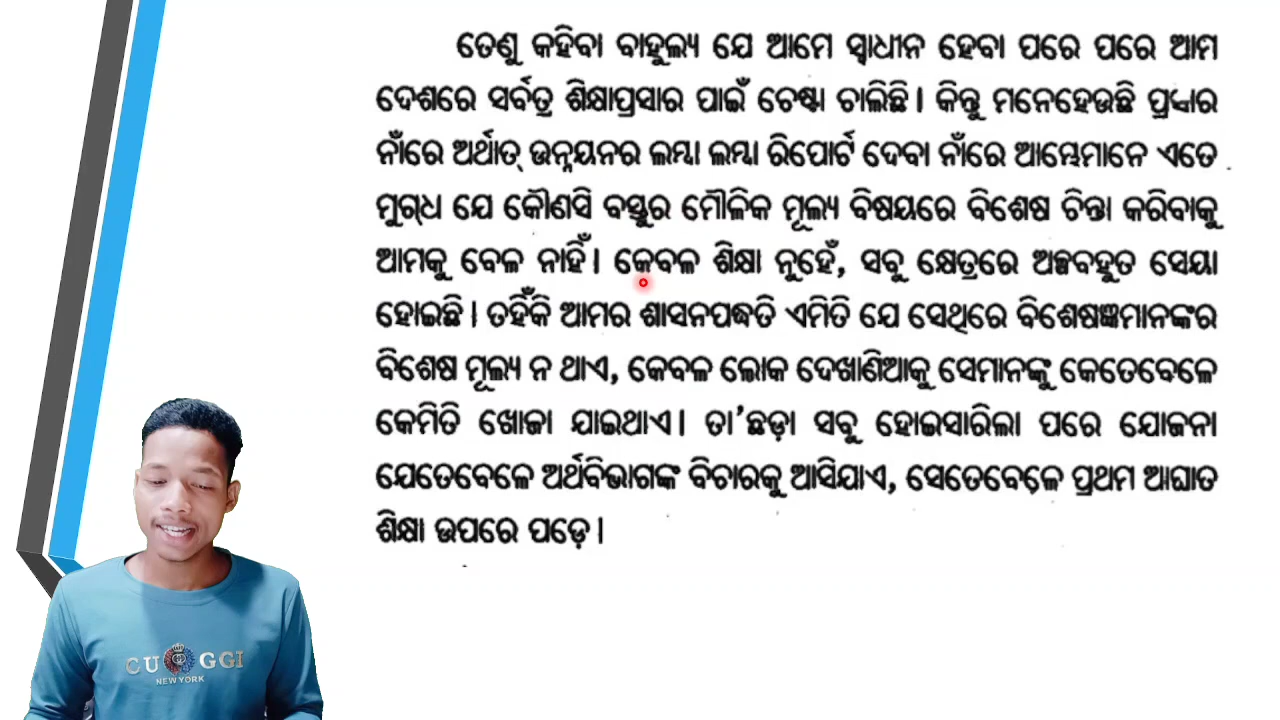 ତେଣୁ କହିବା ବାହୁଲ୍ୟ ଯେ ଆମେ ସ୍ୱାଧୀନ ହେବା ପରେ ପରେ ଆମ
ଦେଶରେ ସର୍ବତ୍ର ଶିକ୍ଷାପ୍ରସାର ପାଇଁ ଚେଷ୍ଟା ଚାଲିଛି। କିନ୍ତୁ ମନେହେଉଛି ପ୍ରସାର
ନାଁରେ ଅର୍ଥାତ୍ ଉନ୍ନୟନର ଲମ୍ବା ଲମ୍ବା ରିପୋର୍ଟ ଦେବା ନାଁରେ ଆମ୍ଭେମାନେ ଏତେ
ମୁଗ୍‌ଧ ଯେ କୌଣସି ବସ୍ତୁର ମୌଳିକ ମୂଲ୍ୟ ବିଷୟରେ ବିଶେଷ ଚିନ୍ତା କରିବାକୁ
ଆମକୁ ବେଳ ନାହିଁ। କେବଳ ଶିକ୍ଷା ନୁହେଁ, ସବୁ କ୍ଷେତ୍ରରେ ଅଳ୍ପବହୁତ ସେୟା
ହୋଇଛି। ତହିଁକି ଆମର ଶାସନପଦ୍ଧତି ଏମିତି ଯେ ସେଥିରେ ବିଶେଷଜ୍ଞମାନଙ୍କର
ବିଶେଷ ମୂଲ୍ୟ ନ ଥାଏ, କେବଳ ଲୋକ ଦେଖାଣିଆକୁ ସେମାନଙ୍କୁ କେତେବେଳେ
କେମିତି ଖୋଜା ଯାଇଥାଏ। ତା'ଛଡ଼ା ସବୁ ହୋଇସାରିଲା ପରେ ଯୋଜନା
ଯେତେବେଳେ ଅର୍ଥବିଭାଗଙ୍କ ବିଚାରକୁ ଆସିଯାଏ, ସେତେବେଳେ ପ୍ରଥମ ଆଘାତ
ଶିକ୍ଷା ଉପରେ ପଡ଼େ।
CU GGI
NEW YORK